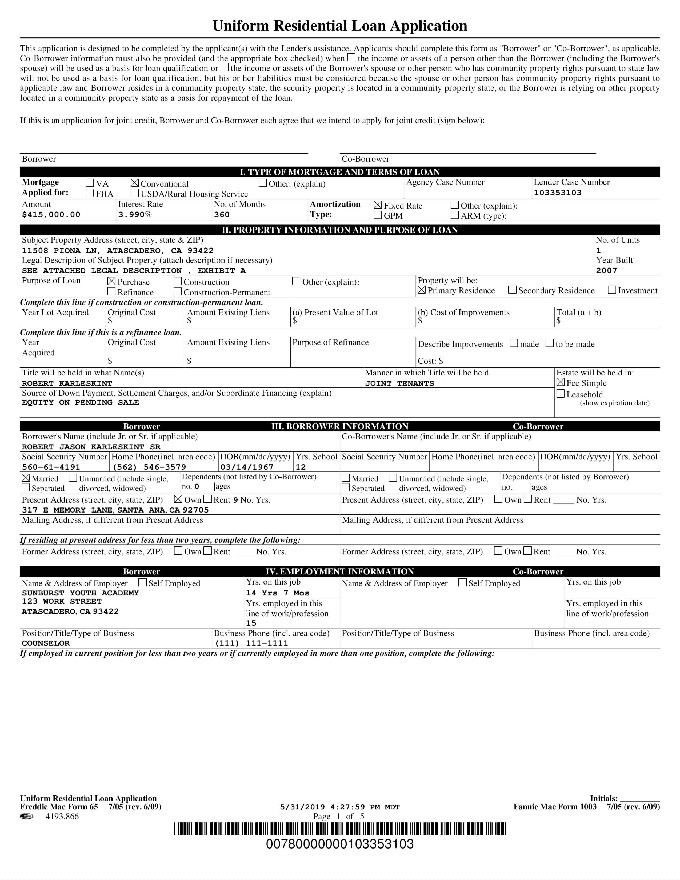 Uniform Residential Loan Application
This application is designed to be completed by the applicant(s) with the Lender's assistance. Applicants should complete this form as "Borrower" or "Co-Borrower", as applicable.
Co-Borrower information must also be provided (and the appropriate box checked) when the income or assets of a person other than the Borrower (including the Borrower's
spouse) will be used as a basis for loan qualification or the income or assets of the Borrower's spouse or other person who has community property rights pursuant to state law
will not be used as a basis for loan qualification, but his or her liabilities must be considered because the spouse or other person has community property rights pursuant to
applicable law and Borrower resides in a community property state, the security property is located in a community property state, or the Borrower is relying on other property
located in a community property state as a basis for repayment of the loan.
If this is an application for joint credit, Borrower and Co-Borrower each agree that we intend to apply for joint credit (sign below):
Borrower Co-Borrower
I. TYPE OF MORTGAGE AND TERMS OF LOAN
Mortgage VA Conventional Other: (explain) Agency Case Number Lender Case Number
Applied for: FHA USDA/Rural Housing Service 103353103
Amount Interest Rate No. of Months Amortization Fixed Rate Other (explain):
$415,000.00 3.990% 360 Type: GPM ARM (type):
II. PROPERTY INFORMATION AND PURPOSE OF LOAN
Subject Property Address (street, city, state & ZIP) No. of Units
11508 PIONA LN, ATASCADERO, CA 93422 1
Legal Description of Subject Property (attach description if necessary) Year Built
SEE ATTACHED LEGAL DESCRIPTION , EXHIBIT A 2007
Purpose of Loan Purchase Construction Other (explain): Property will be:
Refinance Construction-Permanent Primary Residence Secondary Residence Investment
Complete this line if construction or construction-permanent loan.
Year Lot Acquired Original Cost Amount Existing Liens (a) Present Value of Lot (b) Cost of Improvements Total (a + b)
$ $ $ $ $
Complete this line if this is a refinance loan.
Year Original Cost Amount Existing Liens Purpose of Refinance Describe Improvements made to be made
Acquired
$ $ Cost: $
Title will be held in what Name(s) Manner in which Title will be held Estate will be held in:
ROBERT KARLESKINT JOINT TENANTS Fee Simple
Source of Down Payment, Settlement Charges, and/or Subordinate Financing (explain) Leasehold
EQUITY ON PENDING SALE (show expiration date)
Borrower III. BORROWER INFORMATION Co-Borrower
Borrower's Name (include Jr. or Sr. if applicable) Co-Borrower's Name (include Jr. or Sr. if applicable)
ROBERT JASON KARLESKINT SR
Social Security Number Home Phone(incl. area code) DOB(mm/dd/yyyy) Yrs. School Social Security Number Home Phone(incl. area code) DOB(mm/dd/yyyy) Yrs. School
560-61-4191 (562) 546-3579 03/14/1967 12
Married Unmarried (include single, Dependents (not listed by Co-Borrower) Married Unmarried (include single, Dependents (not listed by Borrower)
Separated divorced, widowed) no. 0 ages Separated divorced, widowed) no. ages
Present Address (street, city, state, ZIP) Own Rent 9 No. Yrs. Present Address (street, city, state, ZIP) Own Rent ____ No. Yrs.
317 E MEMORY LANE, SANTA ANA, CA 92705
Mailing Address, if different from Present Address Mailing Address, if different from Present Address
If residing at present address for less than two years, complete the following:
Former Address (street, city, state, ZIP) Own Rent No. Yrs. Former Address (street, city, state, ZIP) Own Rent No. Yrs.
Borrower IV. EMPLOYMENT INFORMATION Co-Borrower
Name & Address of Employer Self Employed Yrs. on this job Name & Address of Employer Self Employed Yrs. on this job
SUNBURST YOUTH ACADEMY 14 Yrs 7 Mos
123 WORK STREET Yrs. employed in this Yrs. employed in this
ATASCADERO, CA 93422 line of work/profession line of work/profession
15
Position/Title/Type of Business Business Phone (incl. area code) Position/Title/Type of Business Business Phone (incl. area code)
COUNSELOR (111) 111-1111
If employed in current position for less than two years or if currently employed in more than one position, complete the following:
Uniform Residential Loan Application Initials: ________
Freddie Mac Form 65 7/05 (rev. 6/09) 5/31/2019 4:27:59 PM MDT Fannie Mae Form 1003 7/05 (rev. 6/09)
4193.866 Page 1 of 5
00780000000103353103